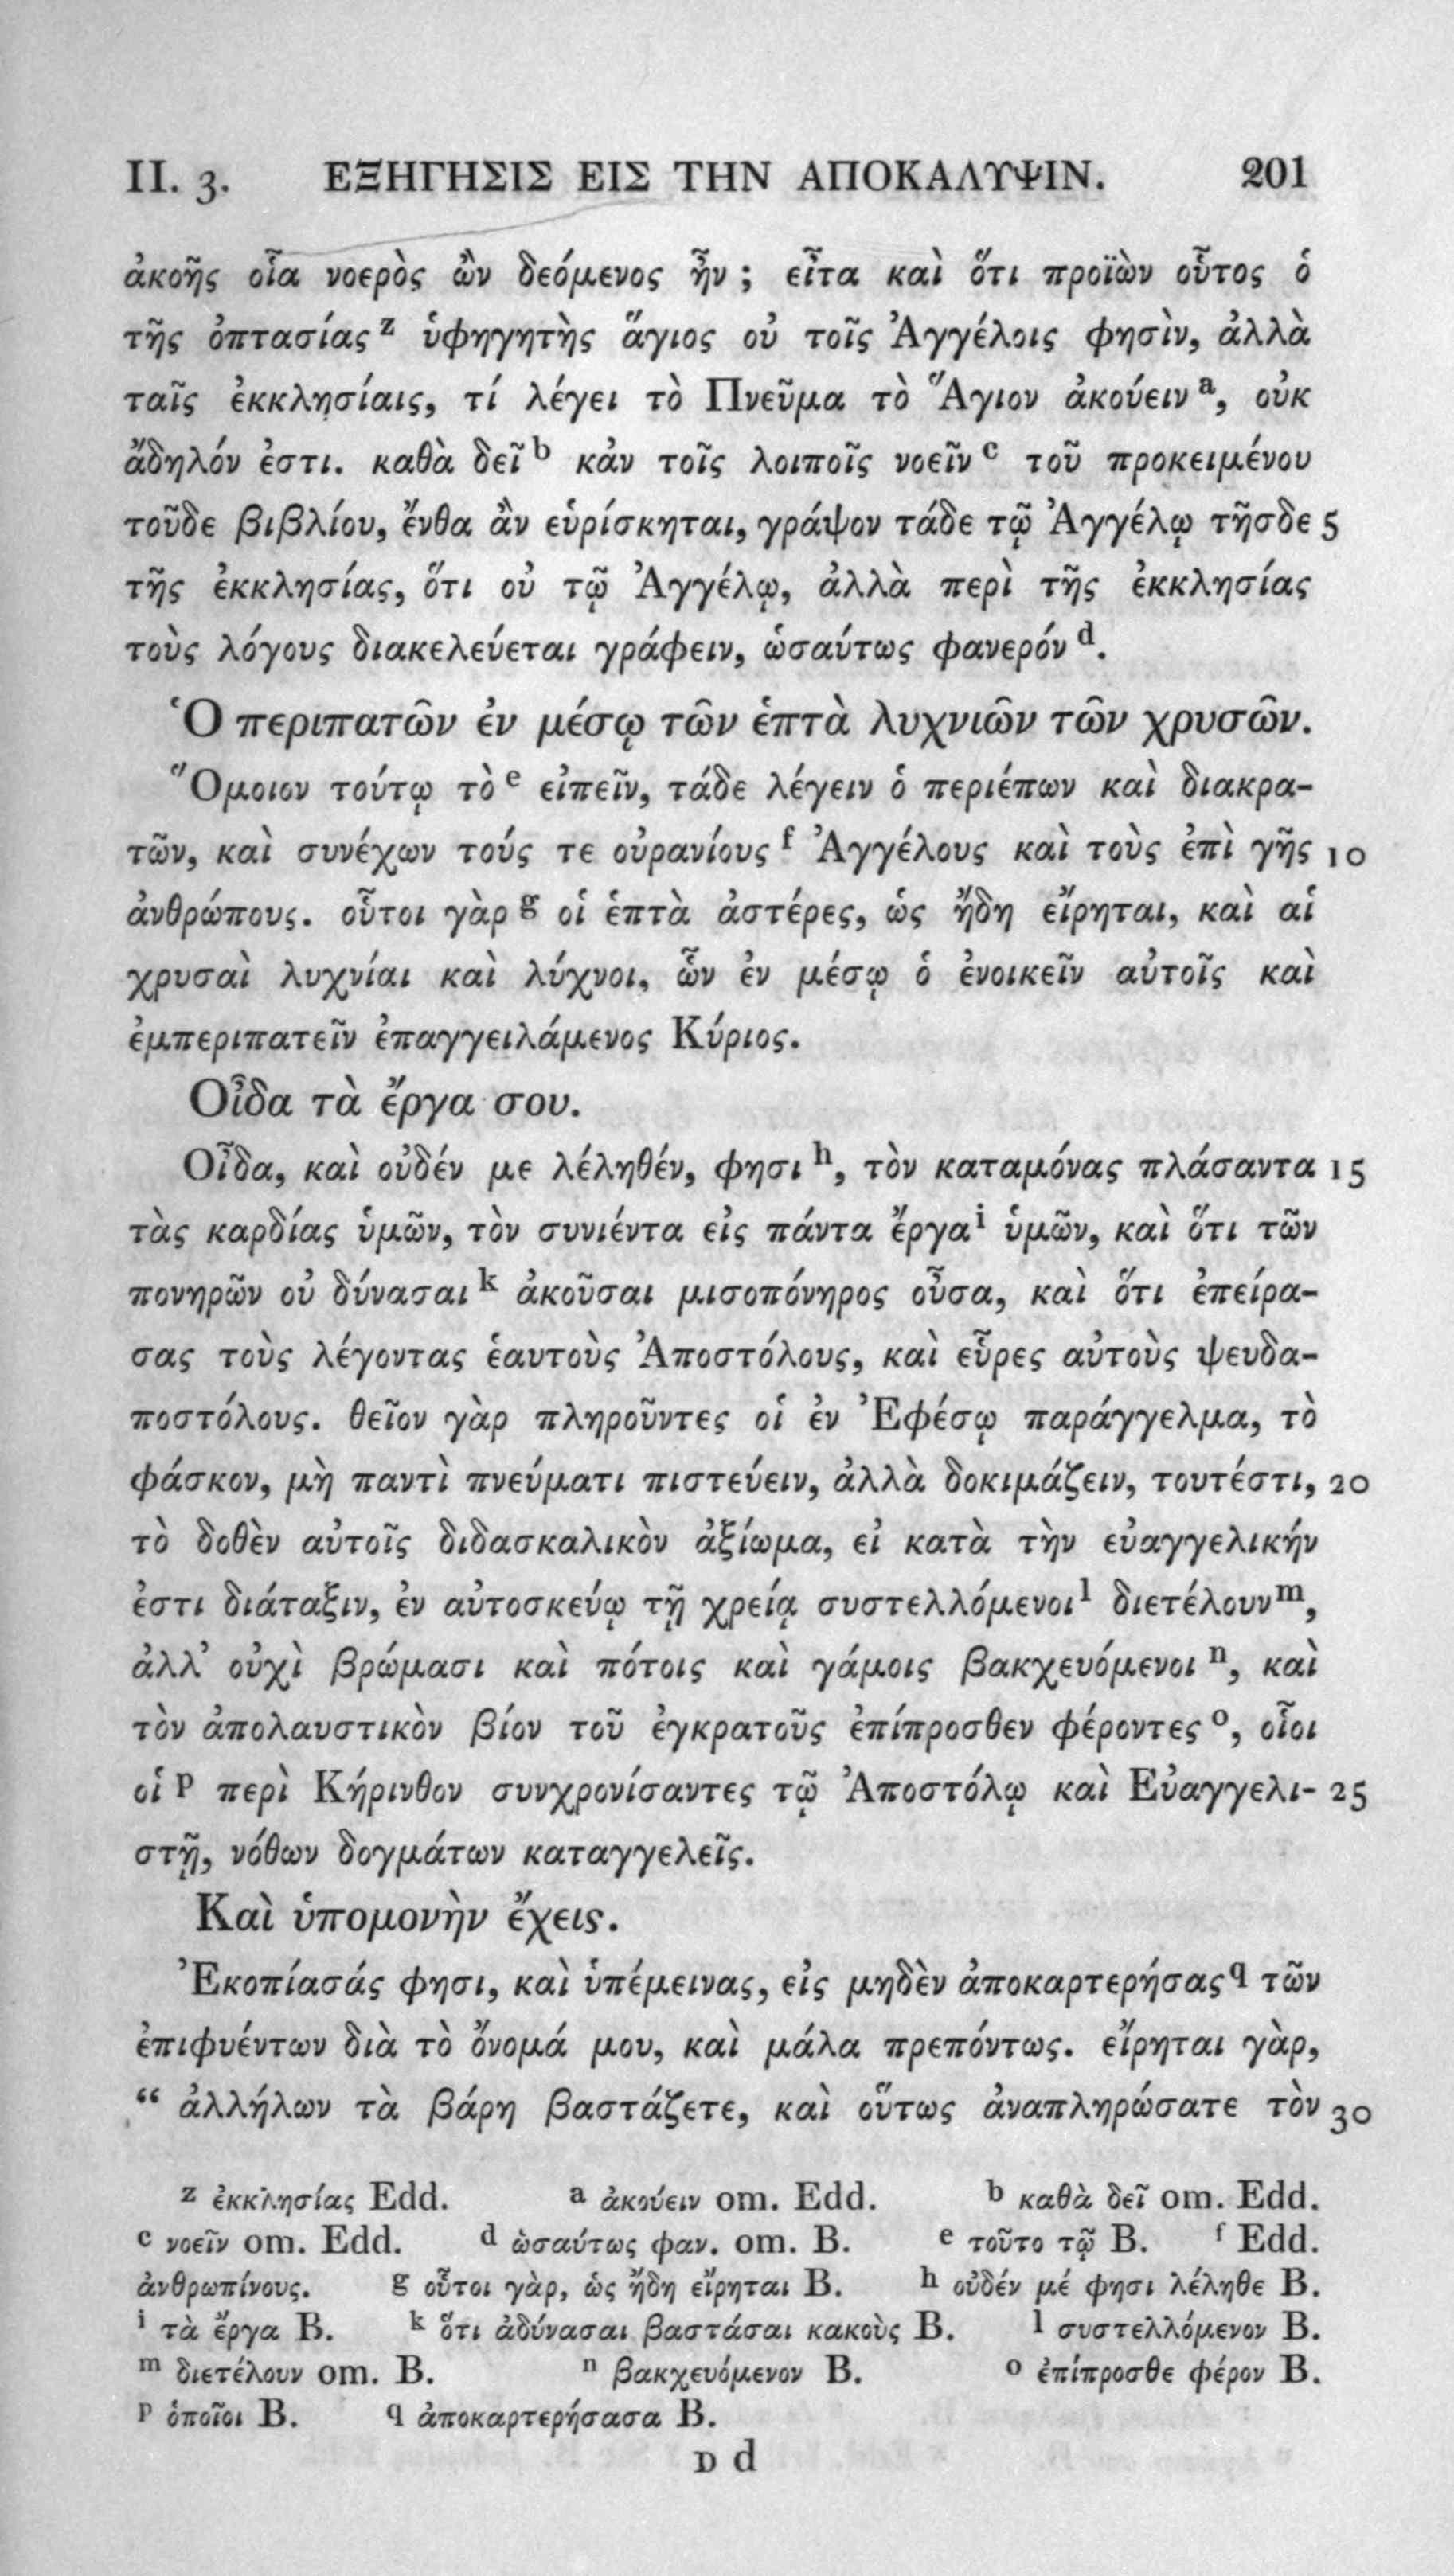 II. 3. ΕΞΗΓΗΣΙΣ ΕΙΣ ΤΗΝ ΑΠΟΚΑΛΥΨΙΝ. 201
ἀκοῆς οἷα νοερὸς ὢν δεόμενος ἦν ; εἶτα καὶ ὅτι προϊὼν οὗτος ὁ
τῆς ὀπτασίας z ὑφηγητὴς ἅγιος οὐ τοῖς Ἀγγέλοις φησὶν, ἀλλὰ
ταῖς ἐκκλησίαις, τί λέγει τὸ Πνεῦμα τὸ Ἅγιον ἀκούειν a, οὐκ
ἄδηλόν ἐστι. καθὰ δεῖ b κἀν τοῖς λοιποῖς νοεῖν c τοῦ προκειμένου
τοῦδε βιβλίου, ἔνθα ἂν εὑρίσκηται, γράψον τάδε τῷ Ἀγγέλῳ τῆσδε 5
τῆς ἐκκλησίας, ὅτι οὐ τῷ Ἀγγέλῳ, ἀλλὰ περὶ τῆς ἐκκλησίας
τοὺς λόγους διακελεύεται γράφειν, ὡσαύτως φανερόν d.
Ὁ περιπατῶν ἐν μέσῳ τῶν ἑπτὰ λυχνιῶν τῶν χρυσῶν.
Ὅμοιον τούτῳ τὸ e εἰπεῖν, τάδε λέγειν ὁ περιέπων καὶ διακρα-
τῶν, καὶ συνέχων τούς τε οὐρανίους f Ἀγγέλους καὶ τοὺς ἐπὶ γῆς 10
ἀνθρώπους. οὗτοι γὰρ g οἱ ἑπτὰ ἀστέρες, ὡς ἤδη εἴρηται, καὶ αἱ
χρυσαὶ λυχνίαι καὶ λύχνοι, ὧν ἐν μέσῳ ὁ ἐνοικεῖν αὐτοῖς καὶ
ἐμπεριπατεῖν ἐπαγγειλάμενος Κύριος.
Οἶδα τὰ ἔργα σου.
Οἶδα, καὶ οὐδέν με λέληθέν, φησι h, τὸν καταμόνας πλάσαντα 15
τὰς καρδίας ὑμῶν, τὸν συνιέντα εἰς πάντα ἔργα i ὑμῶν, καὶ ὅτι τῶν
πονηρῶν οὐ δύνασαι k ἀκοῦσαι μισοπόνηρος οὖσα, καὶ ὅτι ἐπείρα-
σας τοὺς λέγοντας ἑαυτοὺς Ἀποστόλους, καὶ εὗρες αὐτοὺς ψευδα-
ποστόλους. θεῖον γὰρ πληροῦντες οἱ ἐν Ἐφέσῳ παράγγελμα, τὸ
φάσκον, μὴ παντὶ πνεύματι πιστεύειν, ἀλλὰ δοκιμάζειν, τουτέστι, 20
τὸ δοθὲν αὐτοῖς διδασκαλικὸν ἀξίωμα, εἰ κατὰ τὴν εὐαγγελικήν
ἐστι διάταξιν, ἐν αὐτοσκεύῳ τῇ χρείᾳ συστελλόμενοι l διετέλουν m,
ἀλλ’ οὐχὶ βρώμασι καὶ πότοις καὶ γάμοις βακχευόμενοι n, καὶ
τὸν ἀπολαυστικὸν βίον τοῦ ἐγκρατοῦς ἐπίπροσθεν φέροντες o, οἷοι
οἱ p περὶ Κήρινθον συνχρονίσαντες τῷ Ἀποστόλῳ καὶ Εὐαγγελι- 25
στῇ, νόθων δογμάτων καταγγελεῖς.
Καὶ ὑπομονὴν ἔχεις.
Ἐκοπίασάς φησι, καὶ ὑπέμεινας, εἰς μηδὲν ἀποκαρτερήσας q τῶν
ἐπιφυέντων διὰ τὸ ὄνομά μου, καὶ μάλα πρεπόντως. εἴρηται γὰρ,
“ ἀλλήλων τὰ βάρη βαστάζετε, καὶ οὕτως ἀναπληρώσατε τὸν 30
z ἐκκλησίας Edd. a ἀκούειν om. Edd. b καθὰ δεῖ om. Edd.
c νοεῖν om. Edd. d ὡσαύτως φαν. om. B. e τοῦτο τῷ B. f Edd.
ἀνθρωπίνους. g οὗτοι γὰρ, ὡς ἤδη εἴρηται B. h οὐδέν μέ φησι λέληθε B.
i τὰ ἔργα B. k ὅτι ἀδύνασαι βαστάσαι κακοὺς B. l συστελλόμενον B.
m διετέλουν om. B. n βακχευόμενον B. o ἐπίπροσθε φέρον B.
p ὁποῖοι B. q ἀποκαρτερήσασα B.
D d